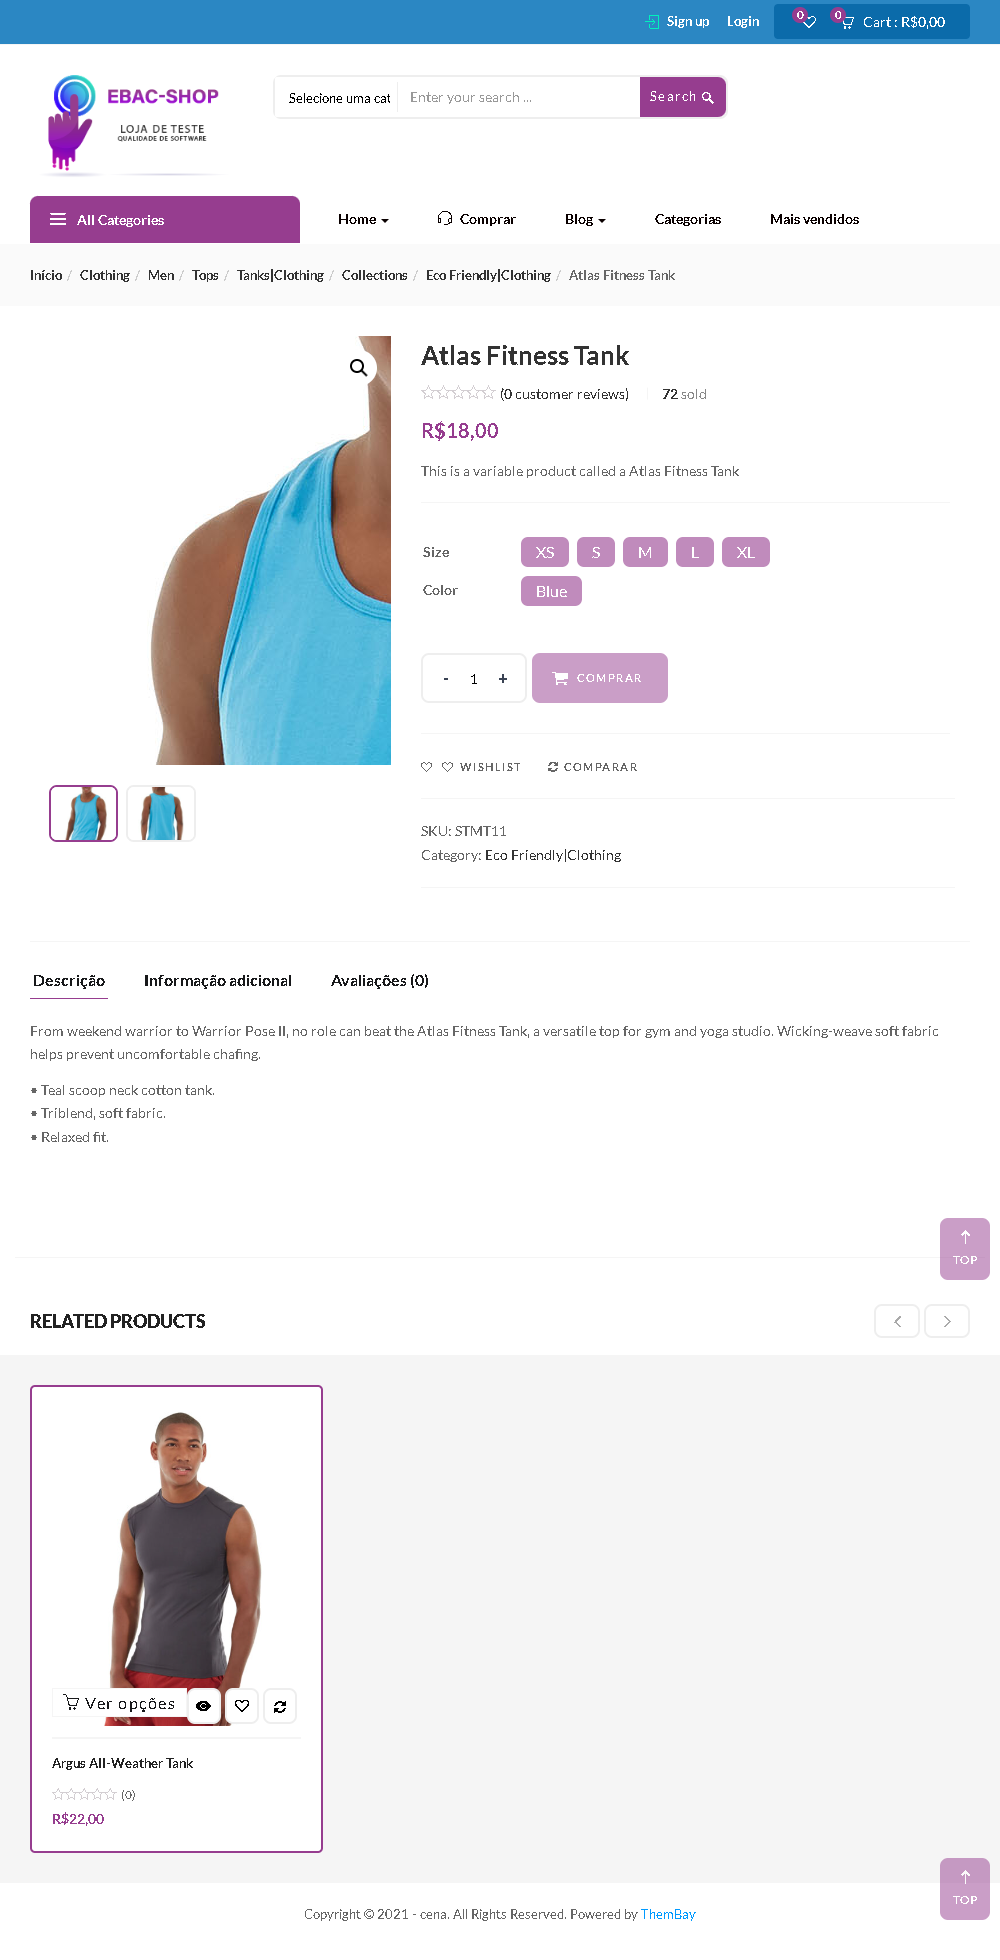 Sign up Login 0 0 Cart : R$0,00
EBAC-SHOP
LOJA DE TESTE
QUALIDADE DE SOFTWARE
Selecione uma cat Enter your search ... Search
All Categories Home Comprar Blog Categorias Mais vendidos
Início / Clothing / Men / Tops / Tanks|Clothing / Collections / Eco Friendly|Clothing / Atlas Fitness Tank
Atlas Fitness Tank
(0 customer reviews) 72 sold
R$18,00
This is a variable product called a Atlas Fitness Tank
Size XS S M L XL
Color Blue
- 1 + COMPRAR
WISHLIST COMPARAR
SKU: STMT11
Category: Eco Friendly|Clothing
Descrição Informação adicional Avaliações (0)
From weekend warrior to Warrior Pose II, no role can beat the Atlas Fitness Tank, a versatile top for gym and yoga studio. Wicking-weave soft fabric
helps prevent uncomfortable chafing.
• Teal scoop neck cotton tank.
• Triblend, soft fabric.
• Relaxed fit.
TOP
RELATED PRODUCTS
Ver opções
Argus All-Weather Tank
(0)
R$22,00
TOP
Copyright © 2021 - cena. All Rights Reserved. Powered by ThemBay